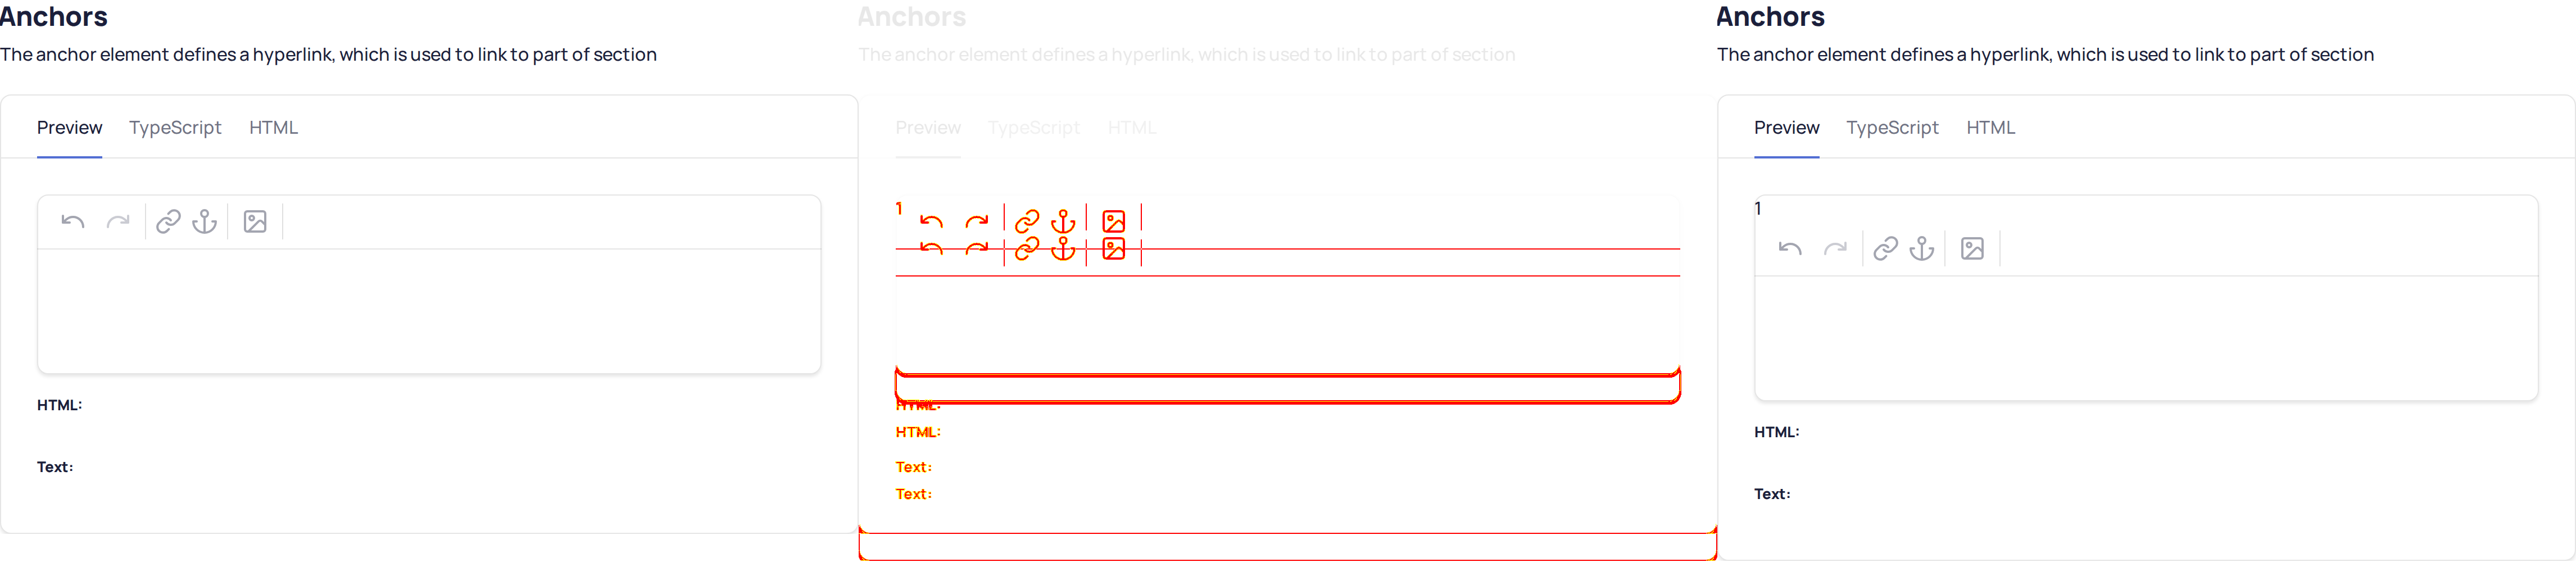 Anchors
The anchor element defines a hyperlink, which is used to link to part of section
Preview TypeScript HTML
HTML:
Text:
Anchors
The anchor element defines a hyperlink, which is used to link to part of section
Preview TypeScript HTML
1
HTML:
HTML:
Text:
Text:
Anchors
The anchor element defines a hyperlink, which is used to link to part of section
Preview TypeScript HTML
1
HTML:
Text: